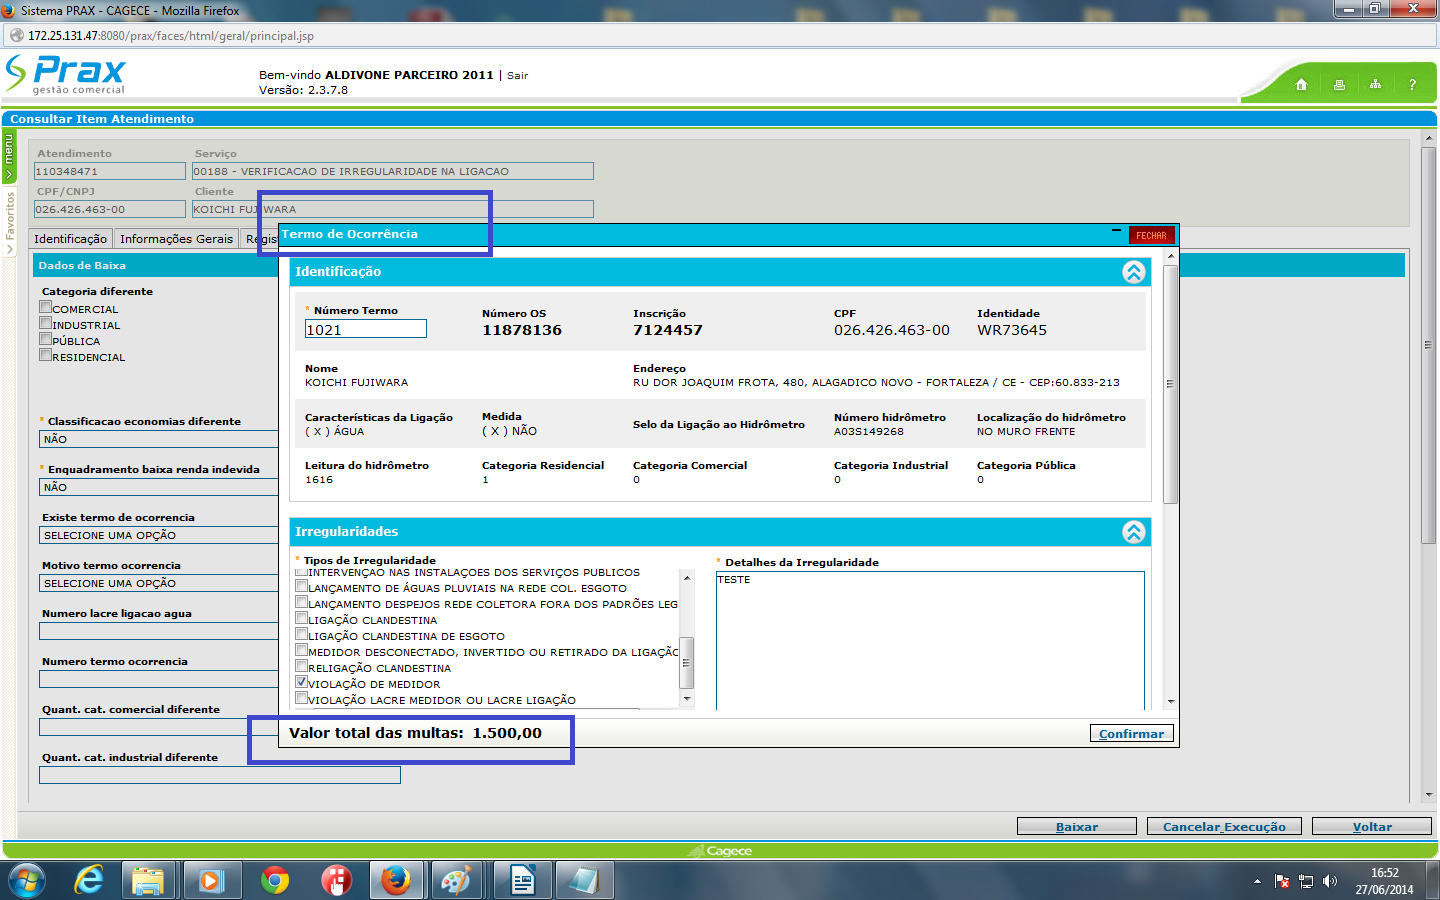 Sistema PRAX - CAGECE - Mozilla Firefox
172.25.131.47:8080/prax/faces/html/geral/principal.jsp
Prax
gestão comercial
Bem-vindo ALDIVONE PARCEIRO 2011 | Sair
Versão: 2.3.7.8
?
Consultar Item Atendimento
menu
Favoritos
Atendimento Serviço
110348471 00188 - VERIFICACAO DE IRREGULARIDADE NA LIGACAO
CPF/CNPJ Cliente
026.426.463-00 KOICHI FUJIWARA
Identificação Informações Gerais Regist
Dados de Baixa
Categoria diferente
COMERCIAL
INDUSTRIAL
PÚBLICA
RESIDENCIAL
* Classificacao economias diferente
NÃO
* Enquadramento baixa renda indevida
NÃO
Existe termo de ocorrencia
SELECIONE UMA OPÇÃO
Motivo termo ocorrencia
SELECIONE UMA OPÇÃO
Numero lacre ligacao agua
Numero termo ocorrencia
Quant. cat. comercial diferente
Quant. cat. industrial diferente
Termo de Ocorrência
FECHAR
Identificação
* Número Termo Número OS Inscrição CPF Identidade
1021 11878136 7124457 026.426.463-00 WR73645
Nome Endereço
KOICHI FUJIWARA RU DOR JOAQUIM FROTA, 480, ALAGADICO NOVO - FORTALEZA / CE - CEP:60.833-213
Características da Ligação Medida Selo da Ligação ao Hidrômetro Número hidrômetro Localização do hidrômetro
( X ) ÁGUA ( X ) NÃO A03S149268 NO MURO FRENTE
Leitura do hidrômetro Categoria Residencial Categoria Comercial Categoria Industrial Categoria Pública
1616 1 0 0 0
Irregularidades
* Tipos de Irregularidade
INTERVENÇAO NAS INSTALAÇOES DOS SERVIÇOS PUBLICOS
LANÇAMENTO DE ÁGUAS PLUVIAIS NA REDE COL. ESGOTO
LANÇAMENTO DESPEJOS REDE COLETORA FORA DOS PADRÕES LEG
LIGAÇÃO CLANDESTINA
LIGAÇÃO CLANDESTINA DE ESGOTO
MEDIDOR DESCONECTADO, INVERTIDO OU RETIRADO DA LIGAÇÃO
RELIGAÇÃO CLANDESTINA
VIOLAÇÃO DE MEDIDOR
VIOLAÇÃO LACRE MEDIDOR OU LACRE LIGAÇÃO
* Detalhes da Irregularidade
TESTE
Valor total das multas: 1.500,00
Confirmar
Baixar Cancelar Execução Voltar
Cagece
16:52
27/06/2014